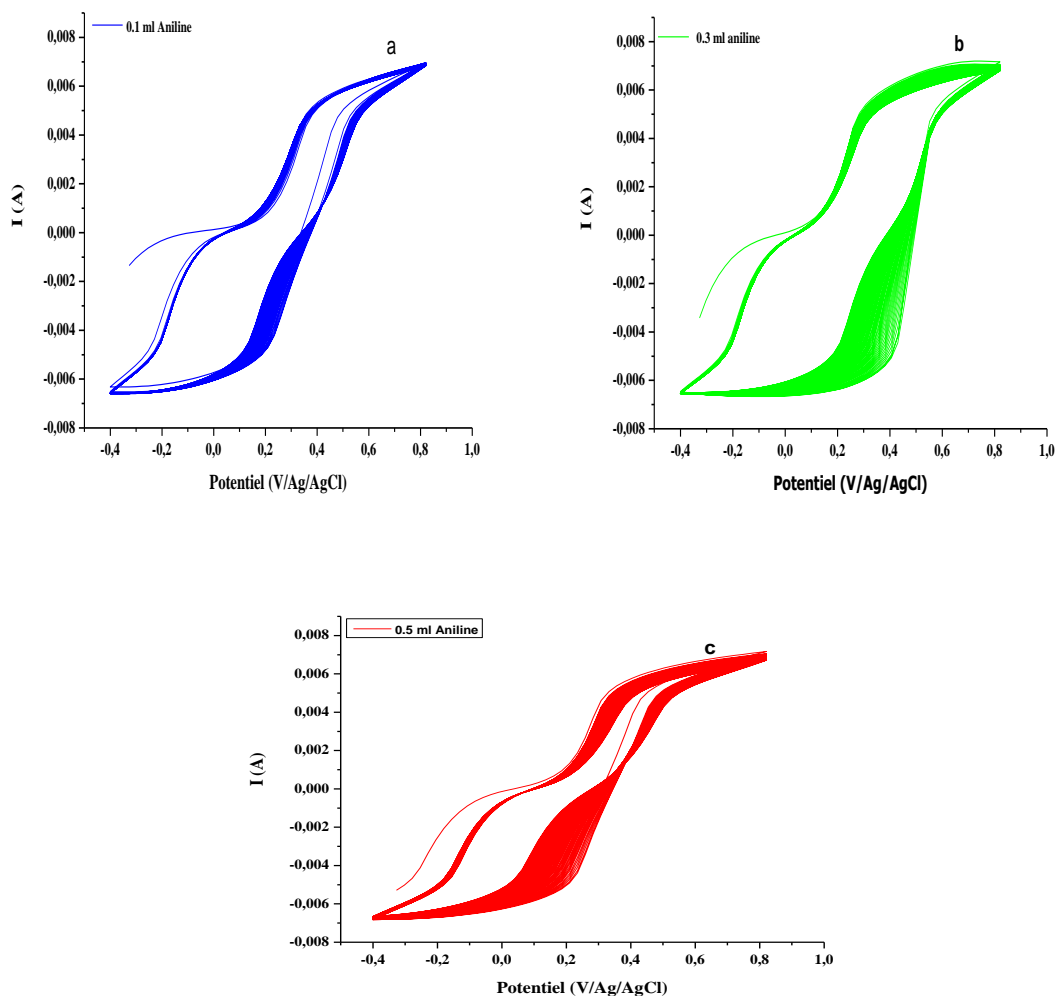 0.1 ml Aniline
a
0,008
0,006
0,004
0,002
0,000
-0,002
-0,004
-0,006
-0,008
I (A)
-0,4 -0,2 0,0 0,2 0,4 0,6 0,8 1,0
Potentiel (V/Ag/AgCl)
0.3 ml aniline
b
0,008
0,006
0,004
0,002
0,000
-0,002
-0,004
-0,006
-0,008
I (A)
-0,4 -0,2 0,0 0,2 0,4 0,6 0,8 1,0
Potentiel (V/Ag/AgCl)
0.5 ml Aniline
c
0,008
0,006
0,004
0,002
0,000
-0,002
-0,004
-0,006
-0,008
I (A)
-0,4 -0,2 0,0 0,2 0,4 0,6 0,8 1,0
Potentiel (V/Ag/AgCl)